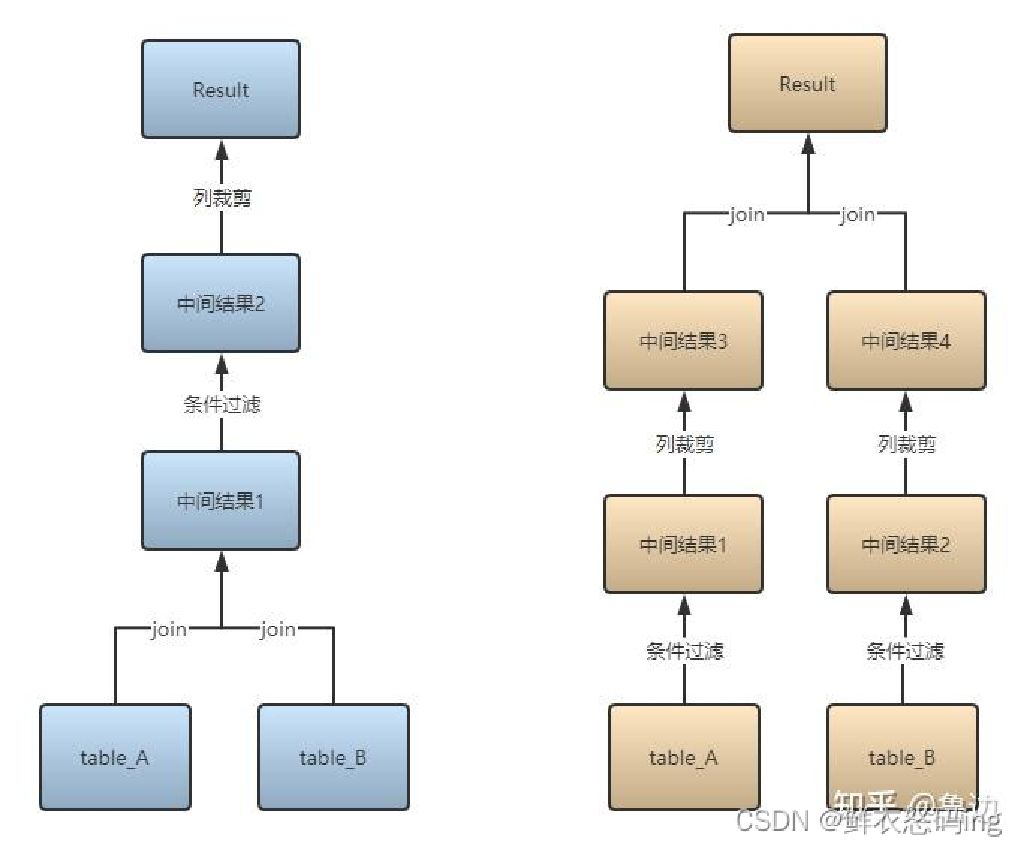 Result
列裁剪
中间结果2
条件过滤
中间结果1
join
join
table_A
table_B
Result
join
join
中间结果3
中间结果4
列裁剪
列裁剪
中间结果1
中间结果2
条件过滤
条件过滤
table_A
table_B
知乎 @鲁边
CSDN @鲜衣怒码ing